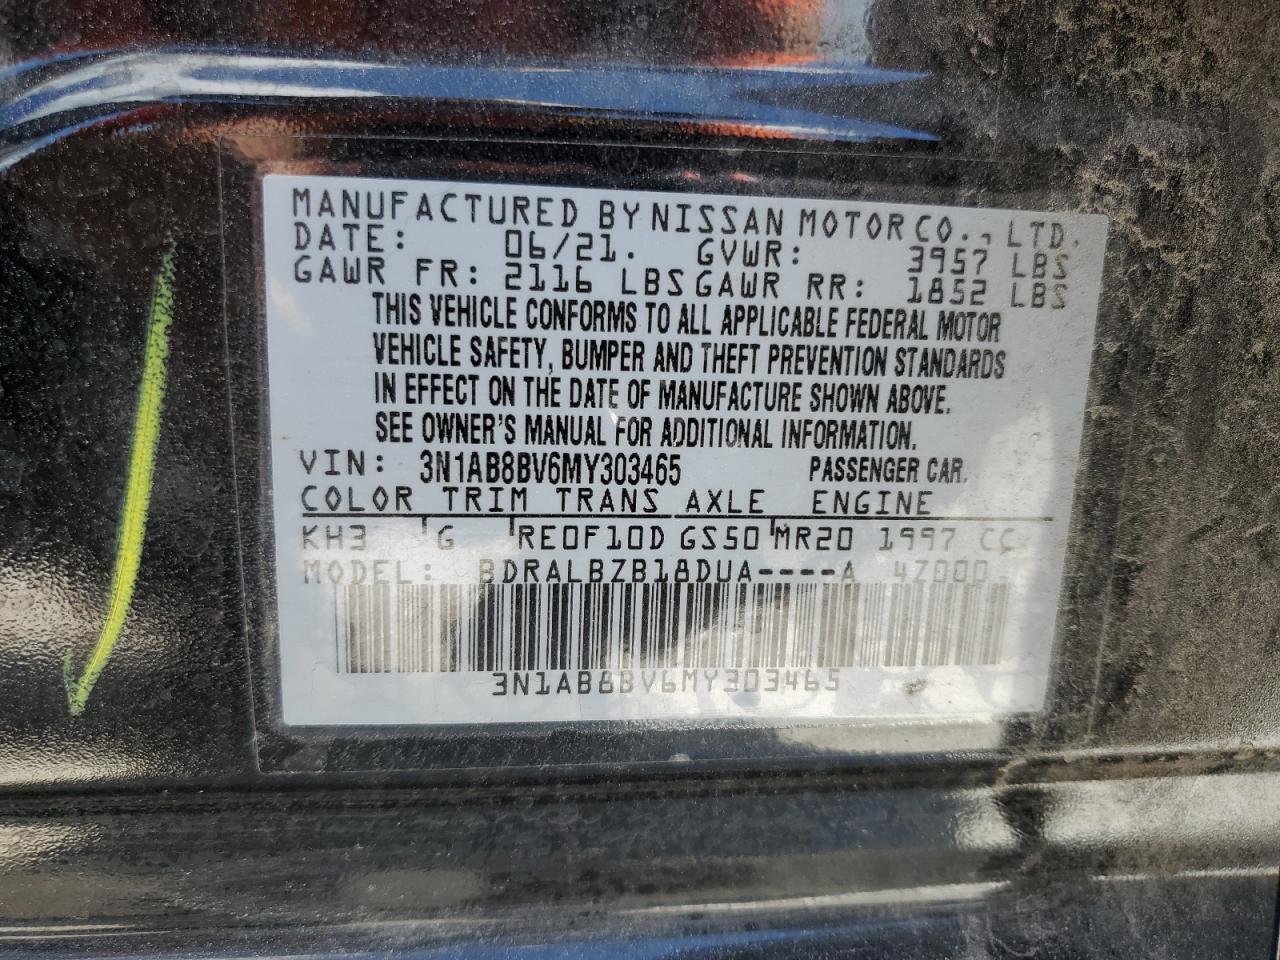 MANUFACTURED BY NISSAN MOTOR CO., LTD.
DATE: 06/21. GVWR: 3957 LBS
GAWR FR: 2116 LBS GAWR RR: 1852 LBS
THIS VEHICLE CONFORMS TO ALL APPLICABLE FEDERAL MOTOR
VEHICLE SAFETY, BUMPER AND THEFT PREVENTION STANDARDS
IN EFFECT ON THE DATE OF MANUFACTURE SHOWN ABOVE.
SEE OWNER'S MANUAL FOR ADDITIONAL INFORMATION.
VIN: 3N1AB8BV6MY303465 PASSENGER CAR.
COLOR TRIM TRANS AXLE ENGINE
KH3 G RE0F10D GS50 MR20 1997 CC
MODEL: BDRALBZB18DUA----A 4Z000
3N1AB8BV6MY303465